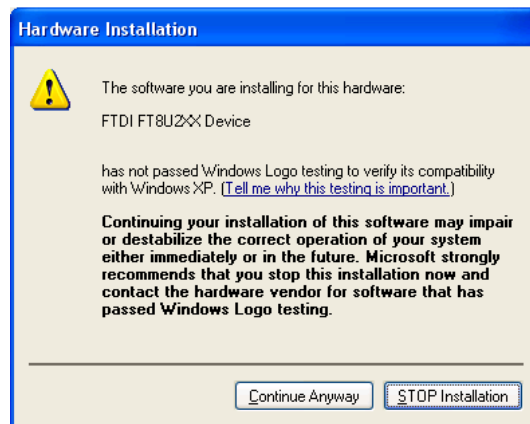 Hardware Installation
The software you are installing for this hardware:
FTDI FT8U2XX Device
has not passed Windows Logo testing to verify its compatibility
with Windows XP. (Tell me why this testing is important.)
Continuing your installation of this software may impair
or destabilize the correct operation of your system
either immediately or in the future. Microsoft strongly
recommends that you stop this installation now and
contact the hardware vendor for software that has
passed Windows Logo testing.
Continue Anyway
STOP Installation